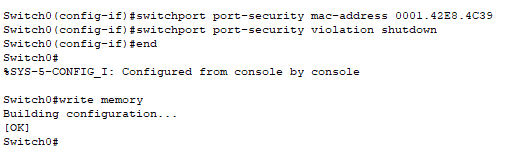 Switch0(config-if)#switchport port-security mac-address 0001.42E8.4C39
Switch0(config-if)#switchport port-security violation shutdown
Switch0(config-if)#end
Switch0#
%SYS-5-CONFIG_I: Configured from console by console
Switch0#write memory
Building configuration...
[OK]
Switch0#